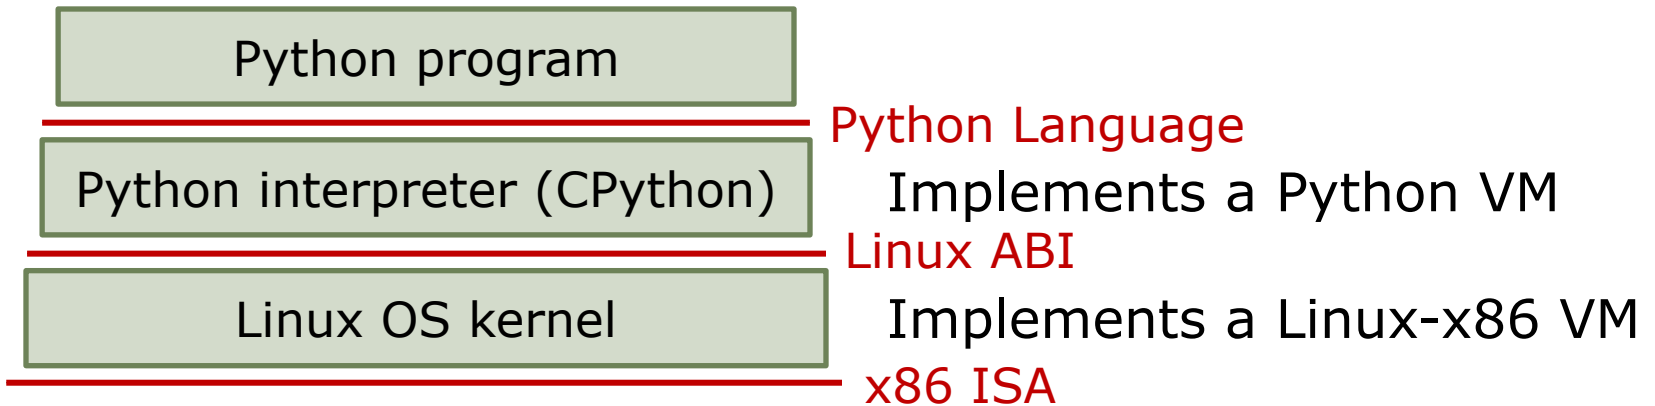 Python program
Python Language
Python interpreter (CPython)
Implements a Python VM
Linux ABI
Linux OS kernel
Implements a Linux-x86 VM
x86 ISA